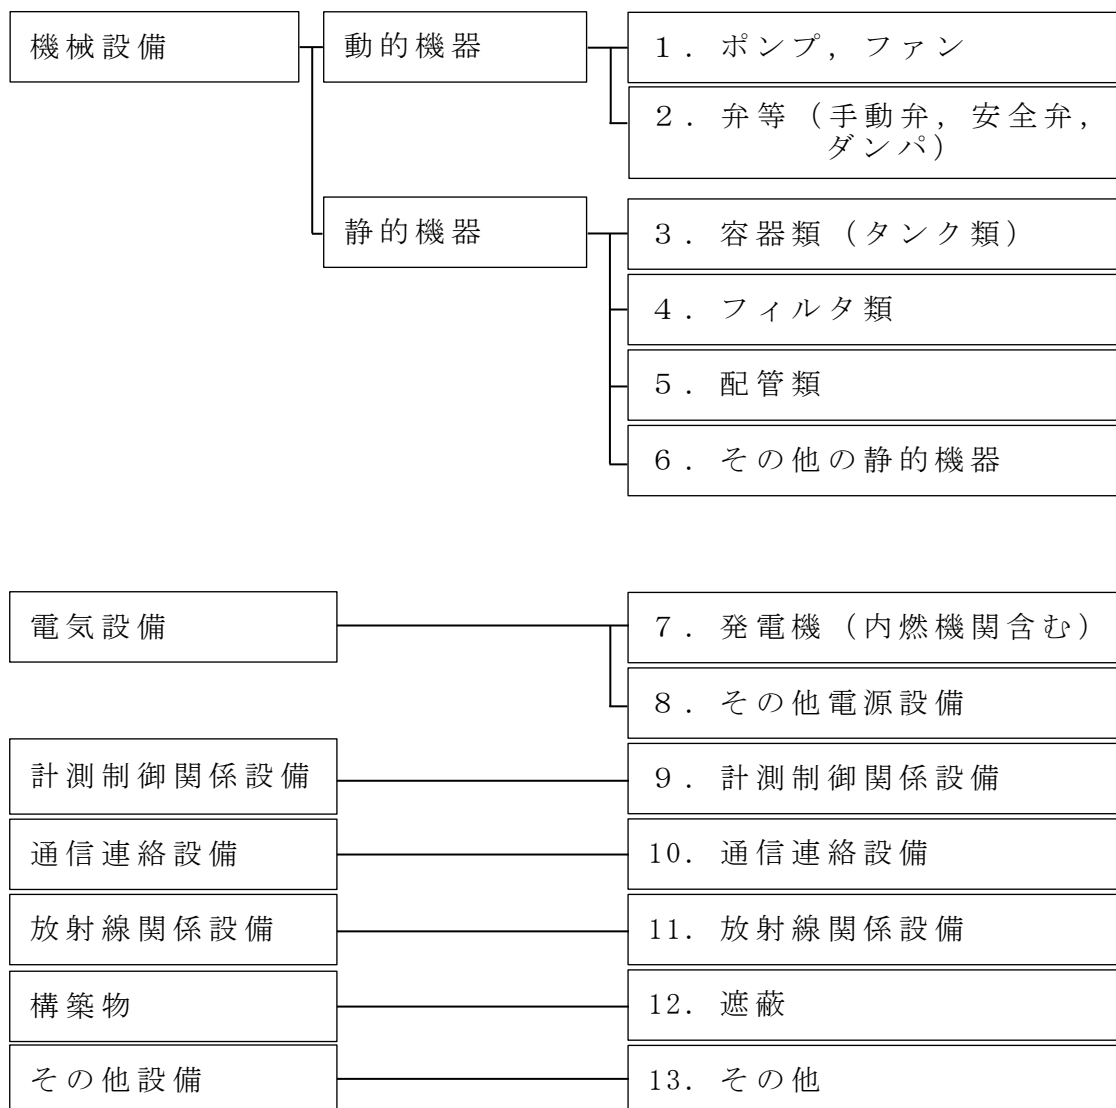 機械設備
動的機器
１．ポンプ，ファン
２．弁等（手動弁，安全弁，
ダンパ）
静的機器
３．容器類（タンク類）
４．フィルタ類
５．配管類
６．その他の静的機器
電気設備
７．発電機（内燃機関含む）
８．その他電源設備
計測制御関係設備
９．計測制御関係設備
通信連絡設備
10．通信連絡設備
放射線関係設備
11．放射線関係設備
構築物
12．遮蔽
その他設備
13．その他